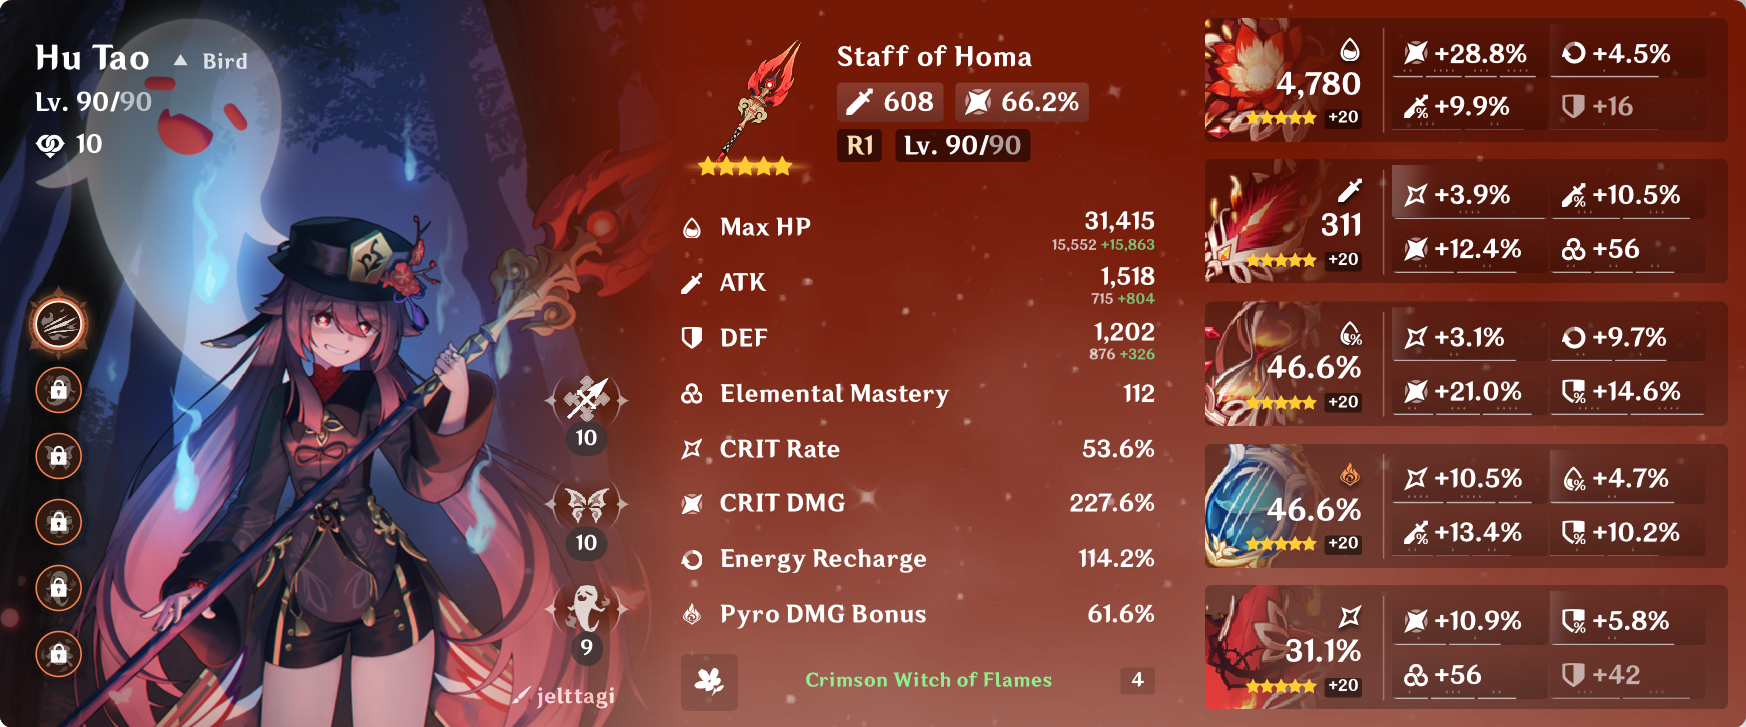 Hu Tao ▲ Bird
Lv. 90/90
10
10
10
9
jelttagi
Staff of Homa
608 66.2%
R1 Lv. 90/90
Max HP 31,415
15,552 +15,863
ATK 1,518
715 +804
DEF 1,202
876 +326
Elemental Mastery 112
CRIT Rate 53.6%
CRIT DMG 227.6%
Energy Recharge 114.2%
Pyro DMG Bonus 61.6%
Crimson Witch of Flames 4
4,780
+20
+28.8% +4.5%
+9.9% +16
311
+20
+3.9% +10.5%
+12.4% +56
46.6%
+20
+3.1% +9.7%
+21.0% +14.6%
46.6%
+20
+10.5% +4.7%
+13.4% +10.2%
31.1%
+20
+10.9% +5.8%
+56 +42